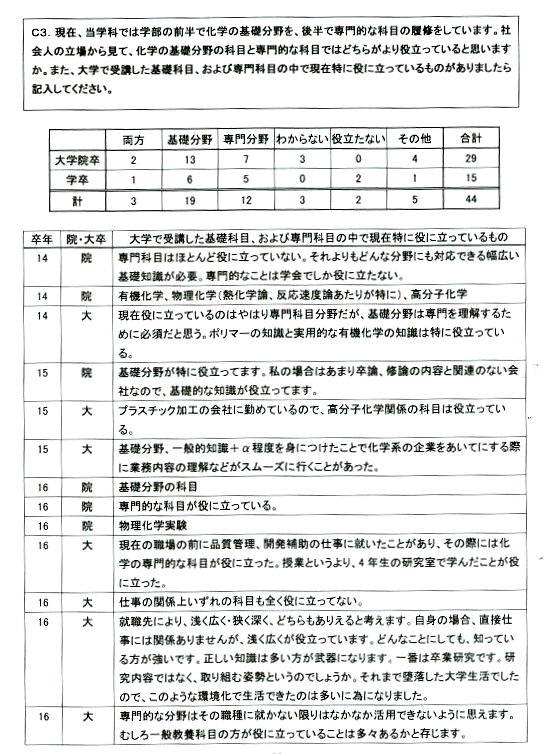 C3. 現在、当学科では学部の前半で化学の基礎分野を、後半で専門的な科目の履修をしています。社
会人の立場から見て、化学の基礎分野の科目と専門的な科目ではどちらがより役立っていると思います
か。また、大学で受講した基礎科目、および専門科目の中で現在特に役に立っているものがありましたら
記入してください。
両方 基礎分野 専門分野 わからない 役立たない その他 合計
大学院卒 2 13 7 3 0 4 29
学卒 1 6 5 0 2 1 15
計 3 19 12 3 2 5 44
卒年 院・大卒 大学で受講した基礎科目、および専門科目の中で現在特に役に立っているもの
14 院 専門科目はほとんど役に立っていない。それよりもどんな分野にも対応できる幅広い
基礎知識が必要。専門的なことは学会でしか役に立たない。
14 院 有機化学、物理化学(熱化学論、反応速度論あたりが特に)、高分子化学
14 大 現在役に立っているのはやはり専門科目分野だが、基礎分野は専門を理解するた
めに必須だと思う。ポリマーの知識と実用的な有機化学の知識は特に役立ってい
る。
15 院 基礎分野が特に役立ってます。私の場合はあまり卒論、修論の内容と関連のない会
社なので、基礎的な知識が役立ってます。
15 大 プラスチック加工の会社に勤めているので、高分子化学関係の科目は役立ってい
る。
15 大 基礎分野、一般的知識+α程度を身につけたことで化学系の企業をあいてにする際
に業務内容の理解などがスムーズに行くことがあった。
16 院 基礎分野の科目
16 院 専門的な科目が役に立っている。
16 院 物理化学実験
16 大 現在の職場の前に品質管理、開発補助の仕事に就いたことがあり、その際には化
学の専門的な科目が役に立った。授業というより、4年生の研究室で学んだことが役
に立った。
16 大 仕事の関係上いずれの科目も全く役に立ってない。
16 大 就職先により、浅く広く・狭く深く、どちらもありえると考えます。自身の場合、直接仕
事には関係ありませんが、浅く広くが役立っています。どんなことにしても、知ってい
る方が強いです。正しい知識は多い方が武器になります。一番は卒業研究です。研
究内容ではなく、取り組む姿勢というのでしょうか。それまで堕落した大学生活でした
ので、このような環境化で生活できたのは多いに為になりました。
16 大 専門的な分野はその職種に就かない限りはなかなか活用できないように思えます。
むしろ一般教養科目の方が役に立っていることは多々あるかと存じます。